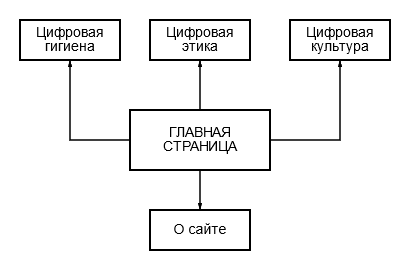 Цифровая
гигиена
Цифровая
этика
Цифровая
культура
ГЛАВНАЯ
СТРАНИЦА
О сайте